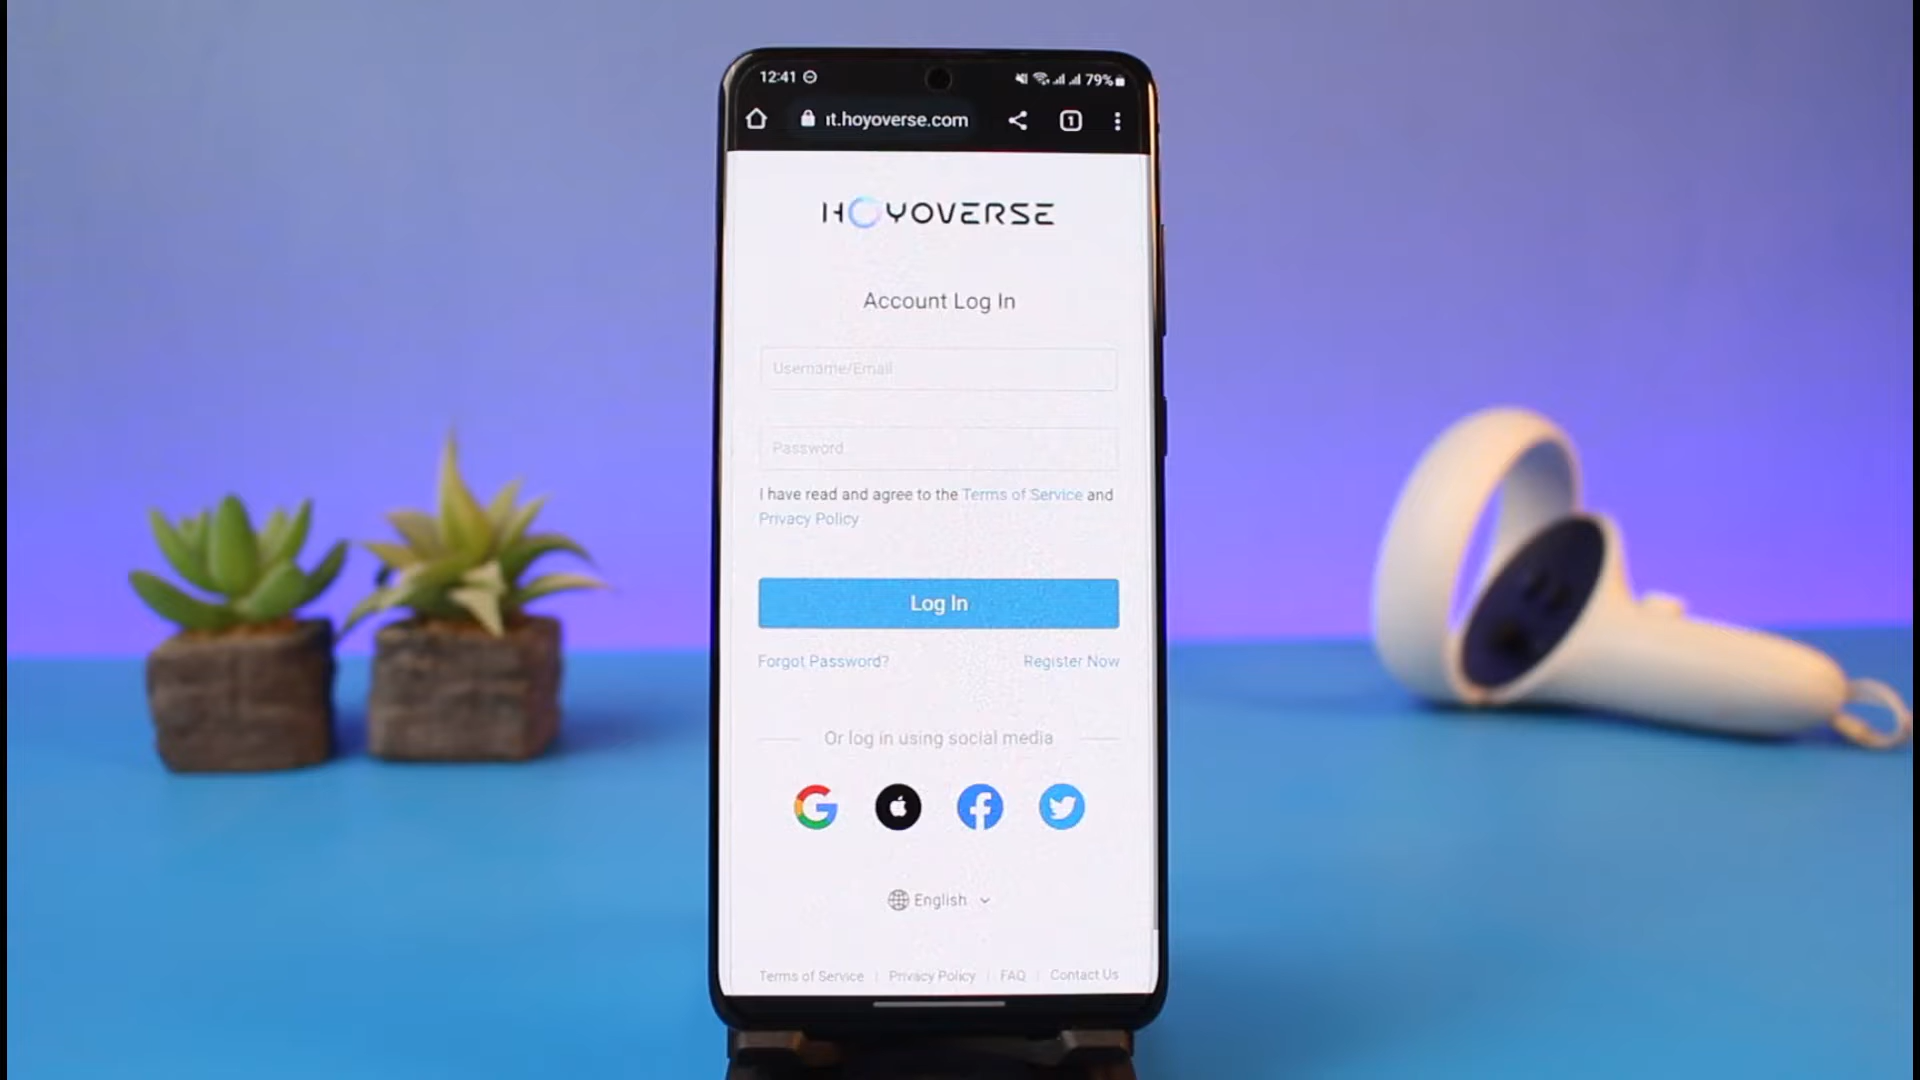 12:41 79%
ıt.hoyoverse.com 1
HOYOVERSE
Account Log In
Username/Email
Password
I have read and agree to the Terms of Service and
Privacy Policy
Log In
Forgot Password? Register Now
Or log in using social media
English
Terms of Service | Privacy Policy | FAQ | Contact Us